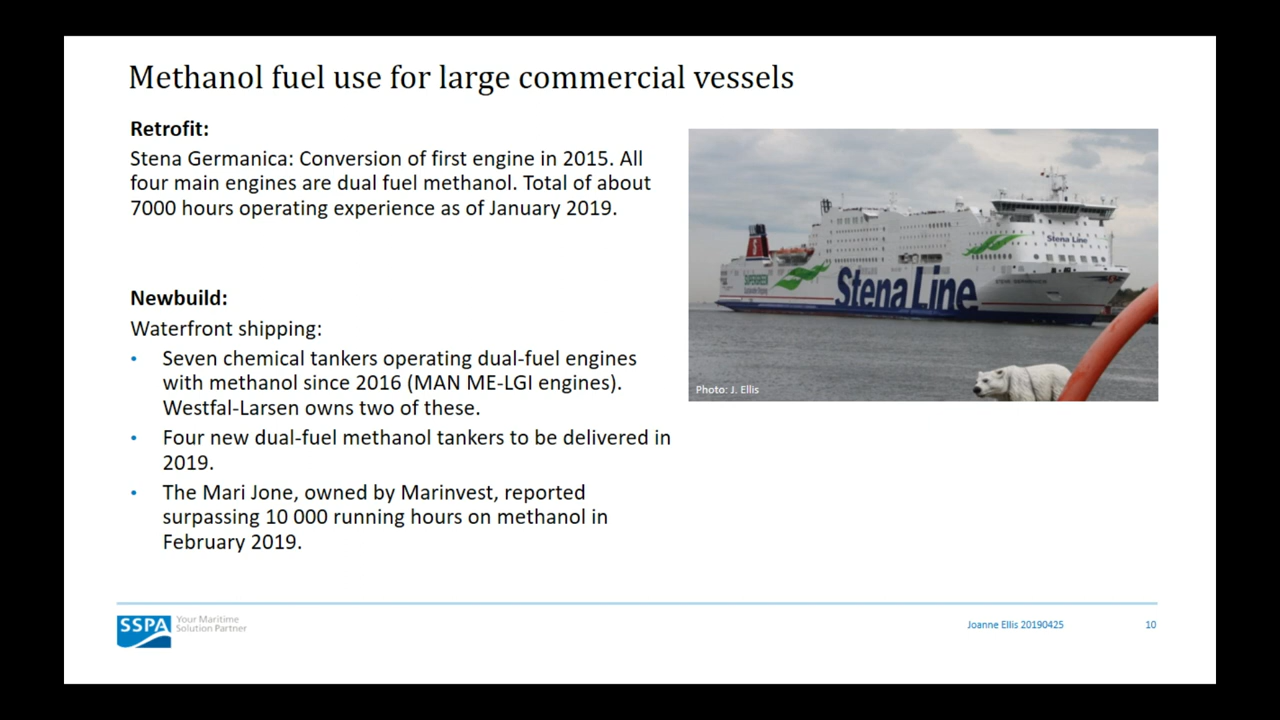 Methanol fuel use for large commercial vessels
Retrofit:
Stena Germanica: Conversion of first engine in 2015. All
four main engines are dual fuel methanol. Total of about
7000 hours operating experience as of January 2019.
Newbuild:
Waterfront shipping:
• Seven chemical tankers operating dual-fuel engines
with methanol since 2016 (MAN ME-LGI engines).
Westfal-Larsen owns two of these.
• Four new dual-fuel methanol tankers to be delivered in
2019.
• The Mari Jone, owned by Marinvest, reported
surpassing 10 000 running hours on methanol in
February 2019.
Stena Line
S
SUPERGREEN
Stena Line
STENA GERMANICA
Photo: J. Ellis
SSPA
Your Maritime
Solution Partner
Joanne Ellis 20190425
10